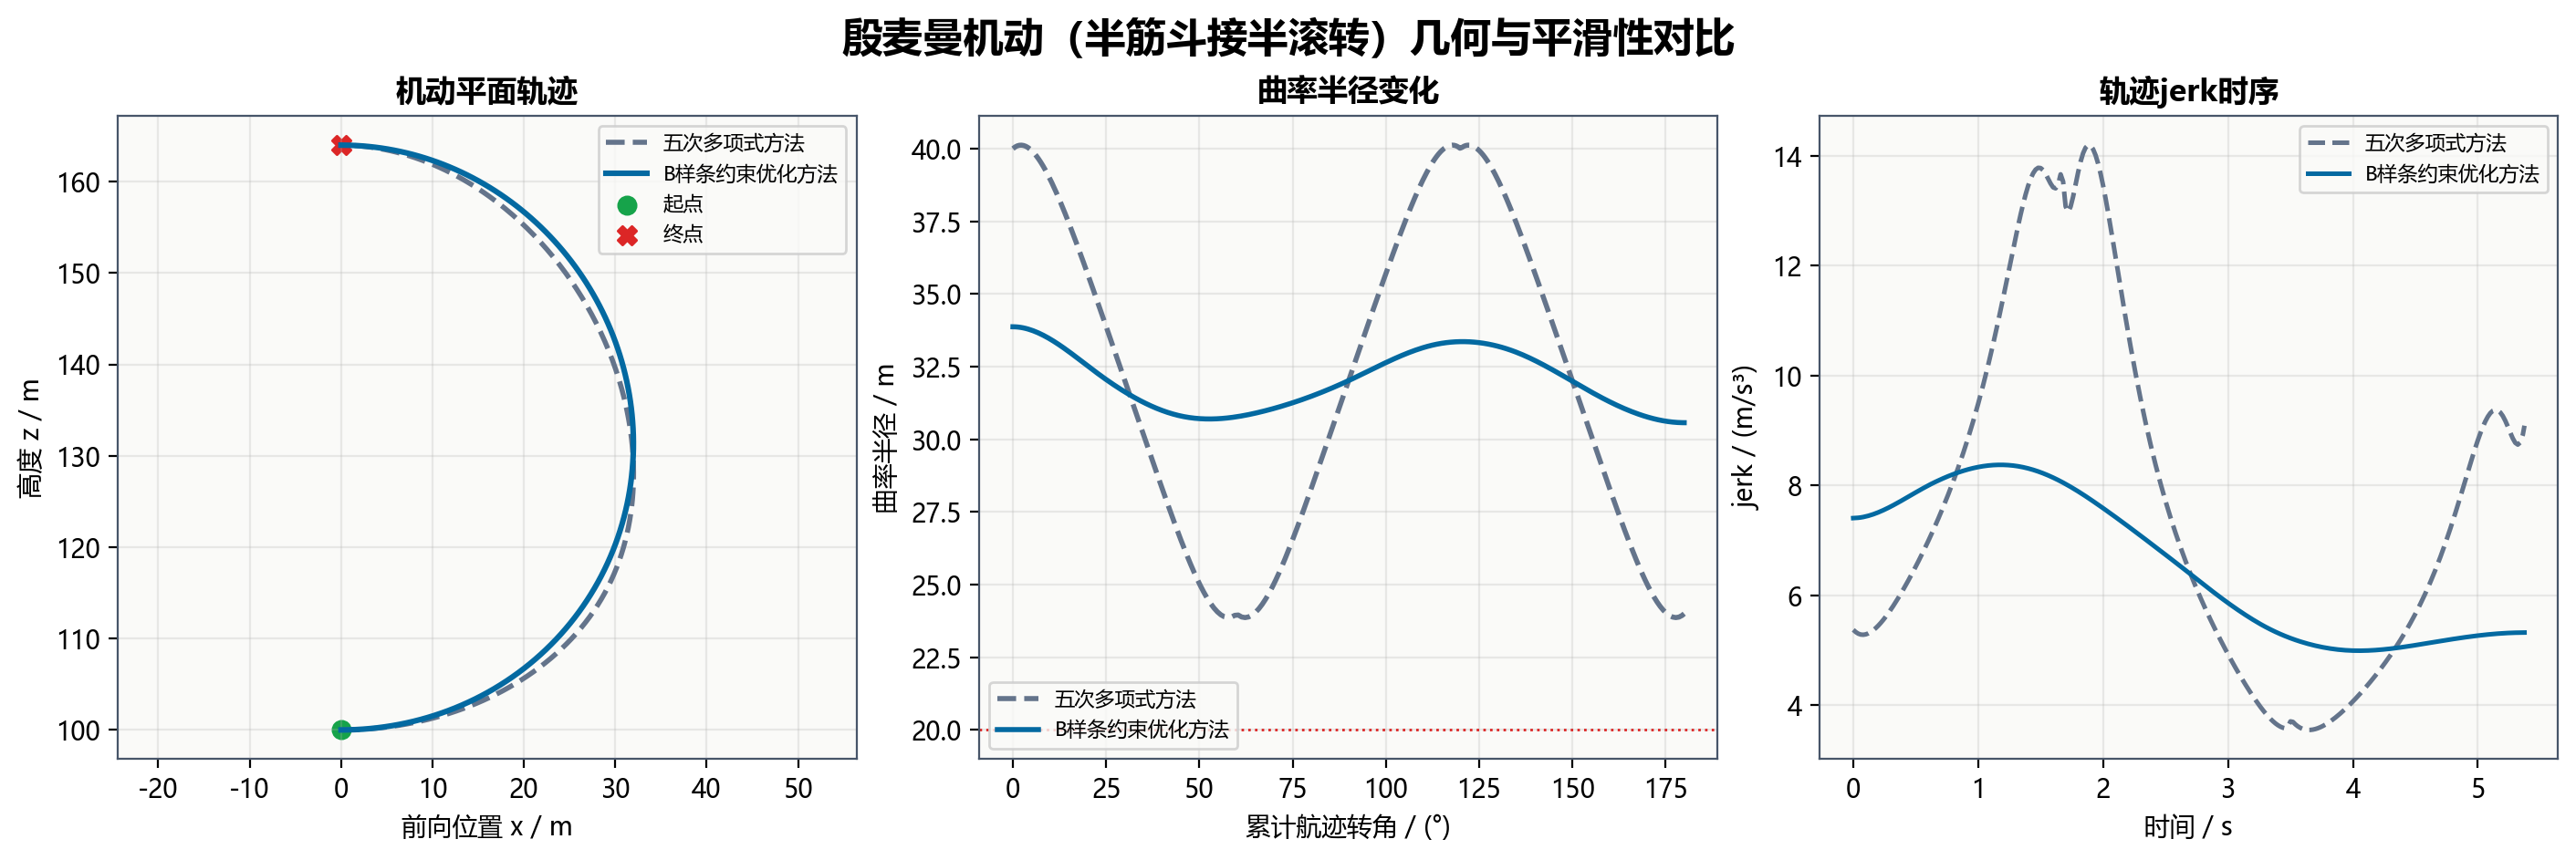 殷麦曼机动（半筋斗接半滚转）几何与平滑性对比
机动平面轨迹
160
150
140
130
120
110
100
高度 z / m
-20 -10 0 10 20 30 40 50
前向位置 x / m
五次多项式方法
B样条约束优化方法
起点
终点
曲率半径变化
40.0
37.5
35.0
32.5
30.0
27.5
25.0
22.5
20.0
曲率半径 / m
0 25 50 75 100 125 150 175
累计航迹转角 / (°)
五次多项式方法
B样条约束优化方法
轨迹jerk时序
14
12
10
8
6
4
jerk / (m/s³)
0 1 2 3 4 5
时间 / s
五次多项式方法
B样条约束优化方法